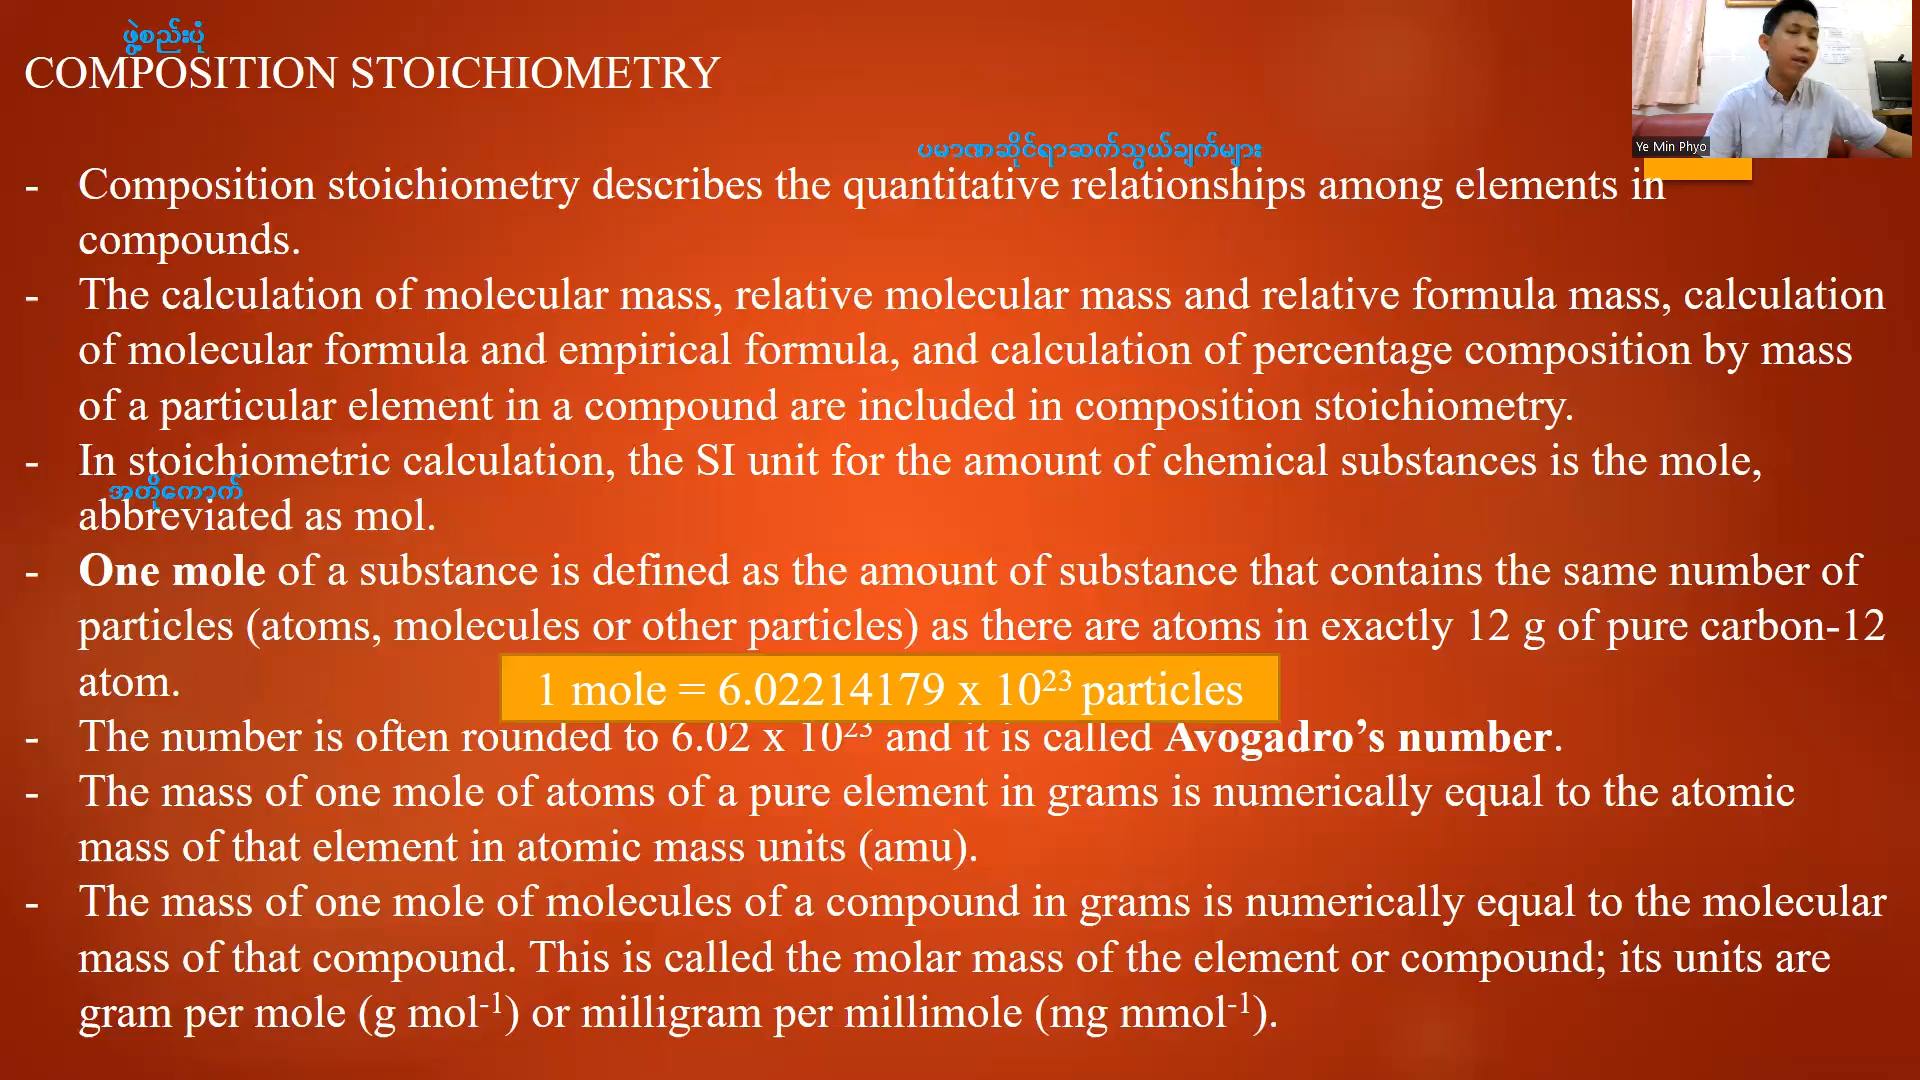 ဖွဲ့စည်းပုံ
COMPOSITION STOICHIOMETRY
Ye Min Phyo
ပမာဏဆိုင်ရာဆက်သွယ်ချက်များ
- Composition stoichiometry describes the quantitative relationships among elements in
compounds.
- The calculation of molecular mass, relative molecular mass and relative formula mass, calculation
of molecular formula and empirical formula, and calculation of percentage composition by mass
of a particular element in a compound are included in composition stoichiometry.
- In stoichiometric calculation, the SI unit for the amount of chemical substances is the mole,
အတိုကောက်
abbreviated as mol.
- One mole of a substance is defined as the amount of substance that contains the same number of
particles (atoms, molecules or other particles) as there are atoms in exactly 12 g of pure carbon-12
atom.
1 mole = 6.02214179 x 10²³ particles
- The number is often rounded to 6.02 x 10²³ and it is called Avogadro’s number.
- The mass of one mole of atoms of a pure element in grams is numerically equal to the atomic
mass of that element in atomic mass units (amu).
- The mass of one mole of molecules of a compound in grams is numerically equal to the molecular
mass of that compound. This is called the molar mass of the element or compound; its units are
gram per mole (g mol⁻¹) or milligram per millimole (mg mmol⁻¹).